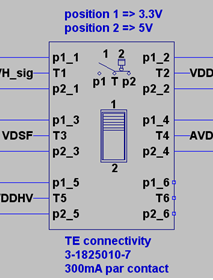 position 1 => 3.3V
position 2 => 5V
p1_1 1 2 p1_2
VH_sig T1 T2 VDD
p2_1 p1 T p2 p2_2
1
p1_3 p1_4
VDSF T3 T4 AVD
p2_3 p2_4
2
p1_5 p1_6
VDDHV T5 T6
p2_5 p2_6
TE connectivity
3-1825010-7
300mA par contact